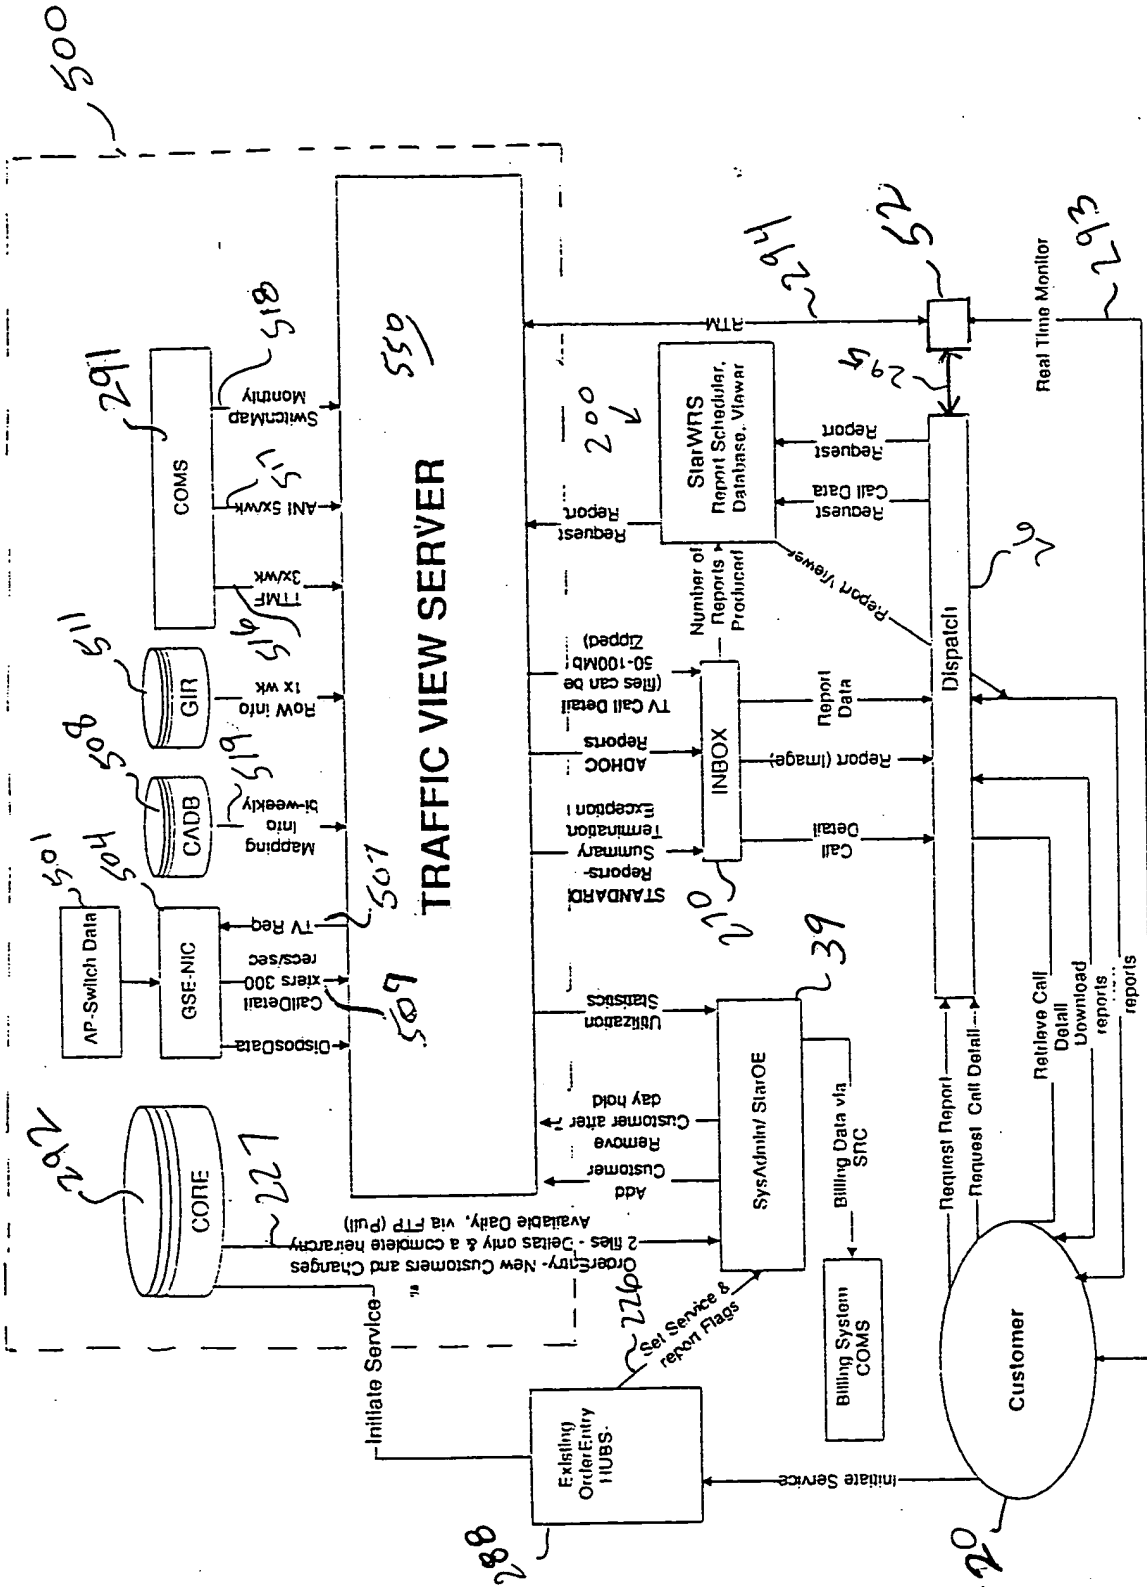 500
292
CORE
227
OrderEntry- New Customers and Changes
2 files - Deltas only & a complete heirarchy
Available Daily, via FTP (Pull)
Initiate Service
501
AP-Switch Data
504
GSE-NIC
DisposData
CallDetail
xfers 300
recs/sec
509
TV Req
507
508
CADB
519
Mapping
Info
bi-weekly
511
GIR
RoW info
1x wk
291
COMS
TTMF
3x/wk
516
ANI 5x/wk
517
SwitchMap
Monthly
518
TRAFFIC VIEW SERVER
550
Add
Customer
Remove
Customer after
day hold
Utilization
Statistics
STANDARD
Reports-
Summary
Termination
Exception
ADHOC
Reports
TV Call Detail
(files can be
50-100Mb
Zipped)
Request
Report
RTM
294
288
Existing
OrderEntry
HUBS-
226
Set Service &
report Flags
SysAdmin/ StarOE
39
Billing Data via
SRC
Billing System
COMS
270
INBOX
Number of
Reports
Produced
StarWRS
Report Scheduler,
Database, Viewer
200
Call
Detail
Report (Image)
Report
Data
Report Viewer
Request
Call Data
Request
Report
Dispatch
26
295
52
Real Time Monitor
293
Initiate Service
20
Customer
Request Report
Request Call Detail
Retrieve Call
Detail
Download
reports
reports